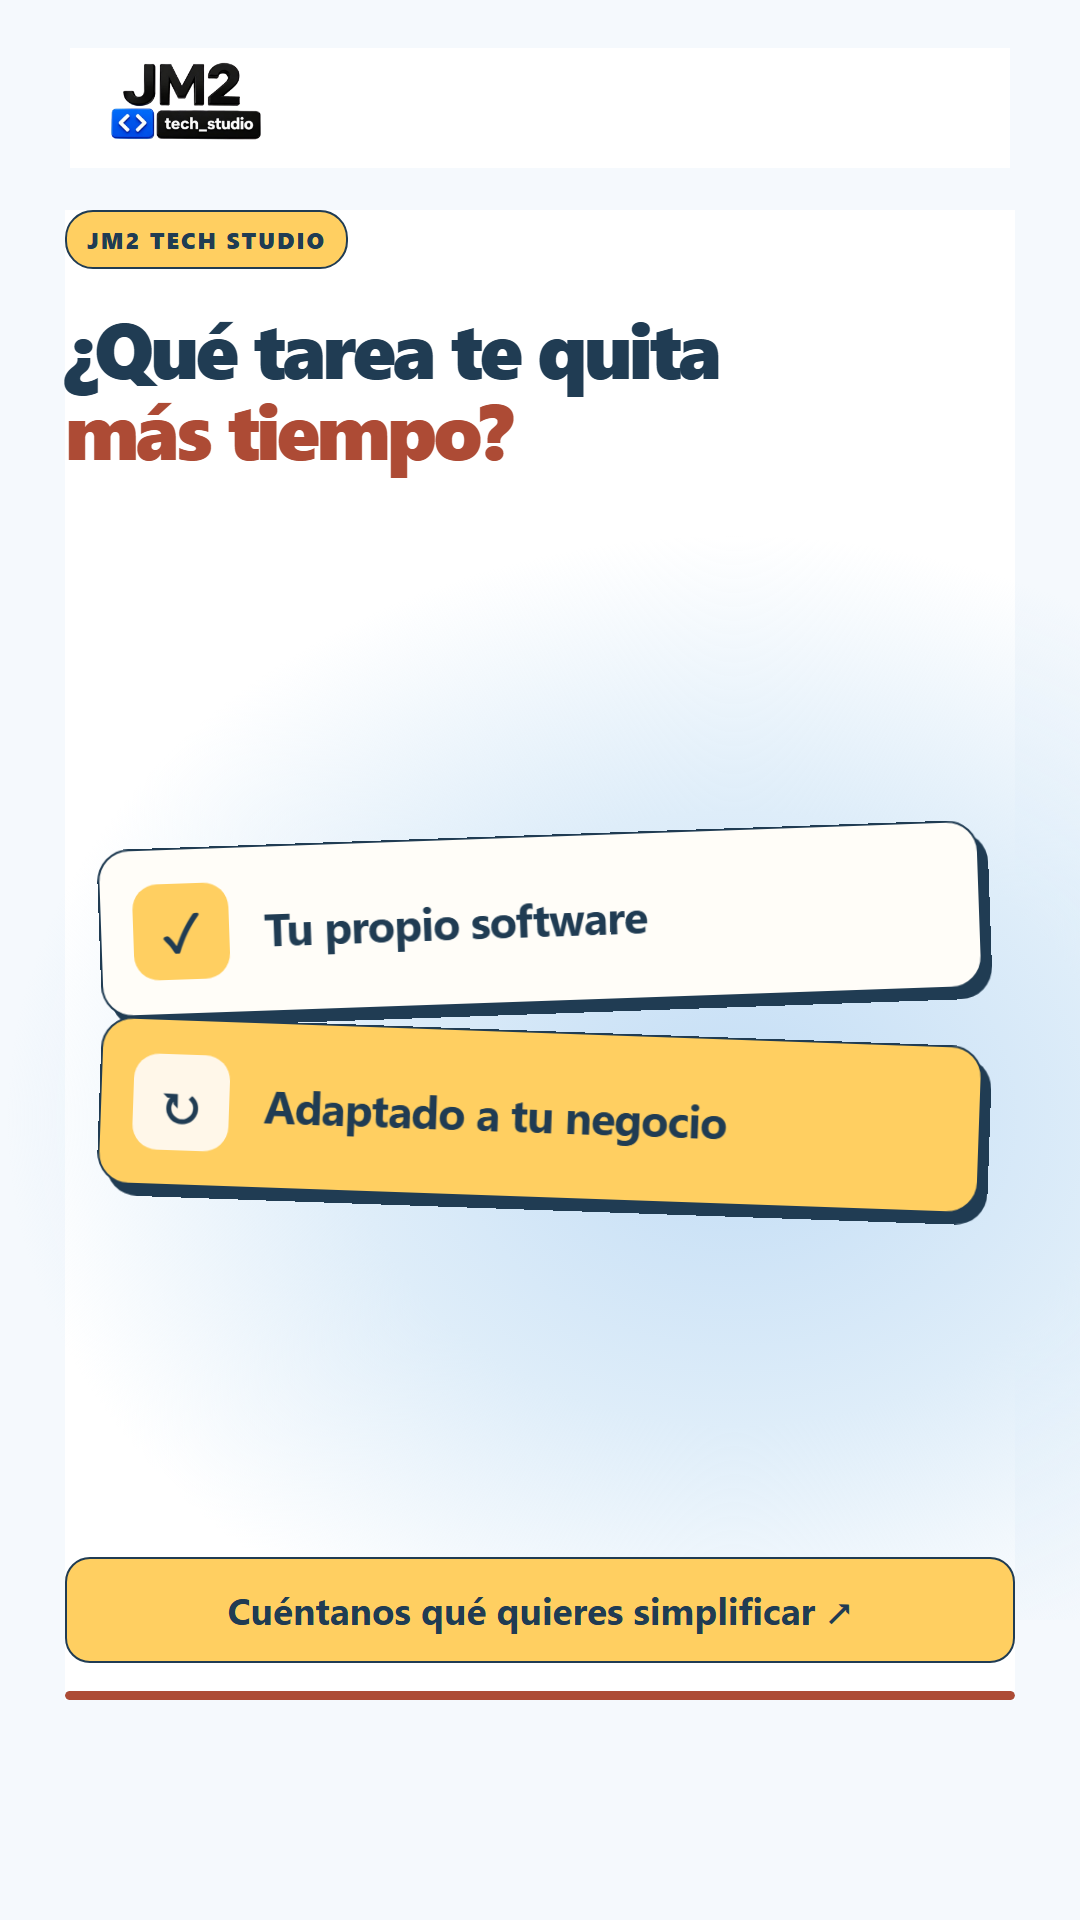 JM2
<> tech_studio
JM2 TECH STUDIO
¿Qué tarea te quita
más tiempo?
✓ Tu propio software
↻ Adaptado a tu negocio
Cuéntanos qué quieres simplificar ↗